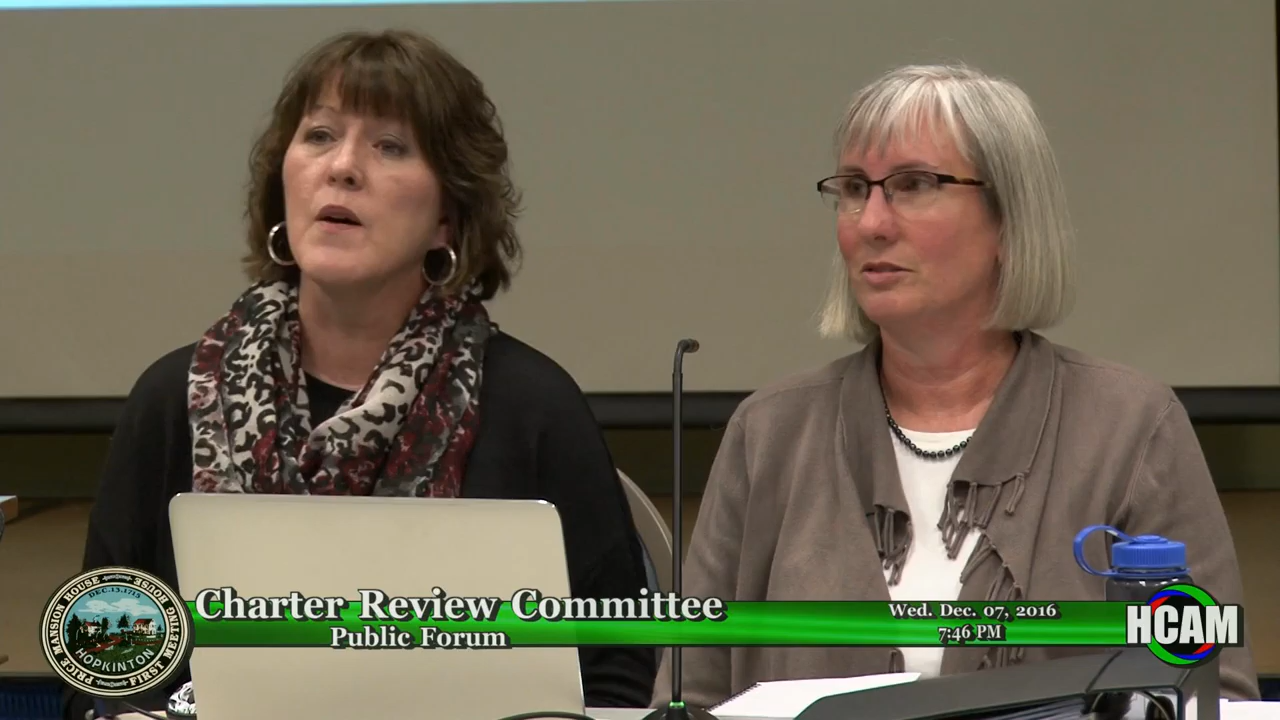 Charter Review Committee
Public Forum
Wed. Dec. 07, 2016
7:46 PM
HCAM
PRICE MANSION HOUSE
FIRST MEETING HOUSE
DEC. 13. 1715
HOPKINTON